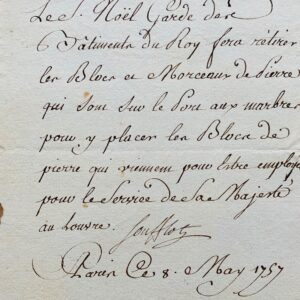 Le S. Noël Garde des
Bâtiments du Roy fera rétirer
les Blocs et Morceaux de Pierre
qui sont sur le Port aux marbres
pour y placer les Blocs de
pierre qui viennent pour Estre employé
pour le Service de Sa Majesté
au Louvre. Soufflot
Paris Ce 8. May 1757